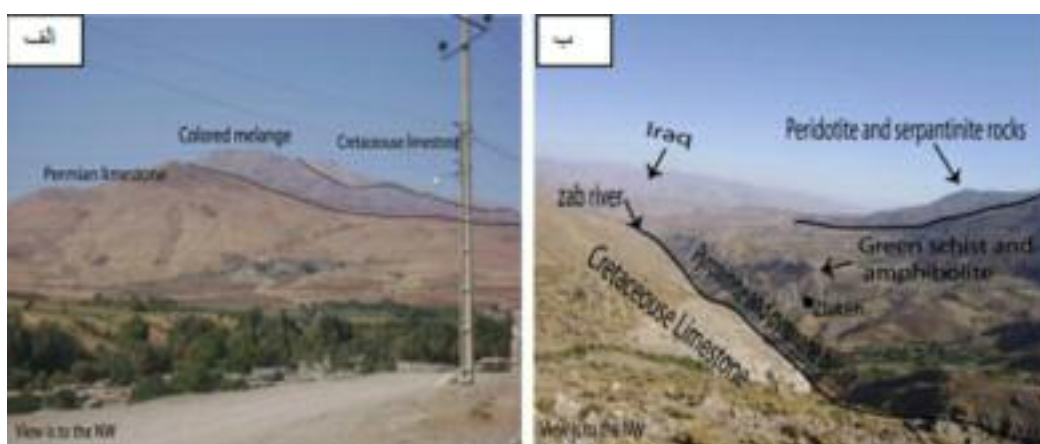 الف
Colored melange
Cretaceouse limestone
Permian limestone
View is to the NW
ب
Iraq
Peridotite and serpantinite rocks
zab river
Green schist and
amphibolite
Cretaceouse Limestone
View is to the NW